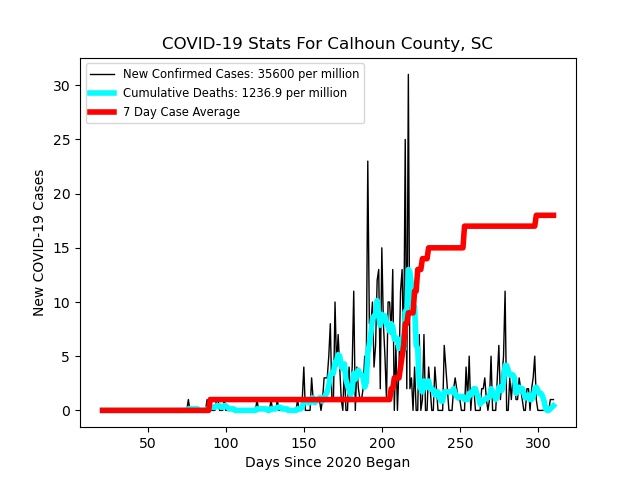 COVID-19 Stats For Calhoun County, SC
New Confirmed Cases: 35600 per million
Cumulative Deaths: 1236.9 per million
7 Day Case Average
New COVID-19 Cases
30
25
20
15
10
5
0
50 100 150 200 250 300
Days Since 2020 Began